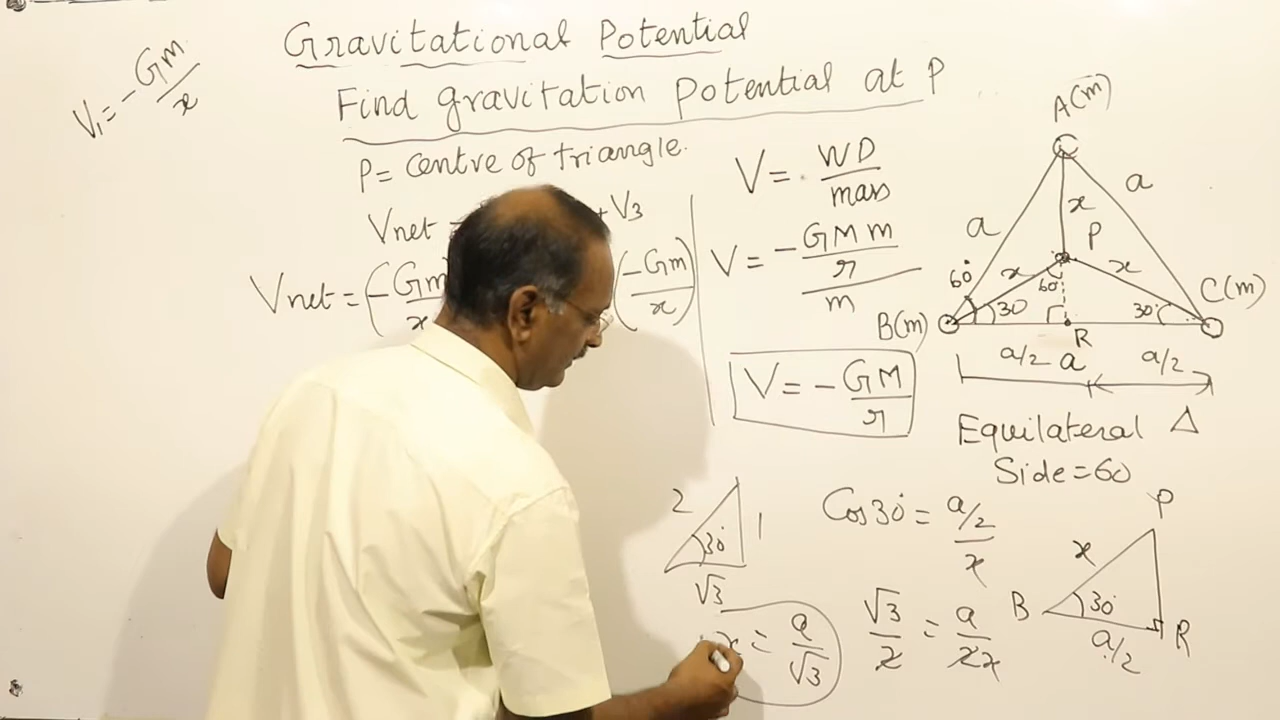 Gravitational Potential
V₁ = -Gm/x
Find gravitation Potential at P
P = Centre of triangle.
Vnet = + V3
Vnet = (-Gm/x (-Gm/x)
V = WD/mass
V = -GMm/r/m
V = -GM/r
A(m)
a
x
a
P
60°
x
60
x
C(m)
B(m)
30
30°
R
a/2
a
a/2
Equilateral Δ
Side = 60
2
30°
1
√3
Cos30° = a/2/x
√3/2 = a/2x
x = a/√3
P
x
B
30°
R
a/2